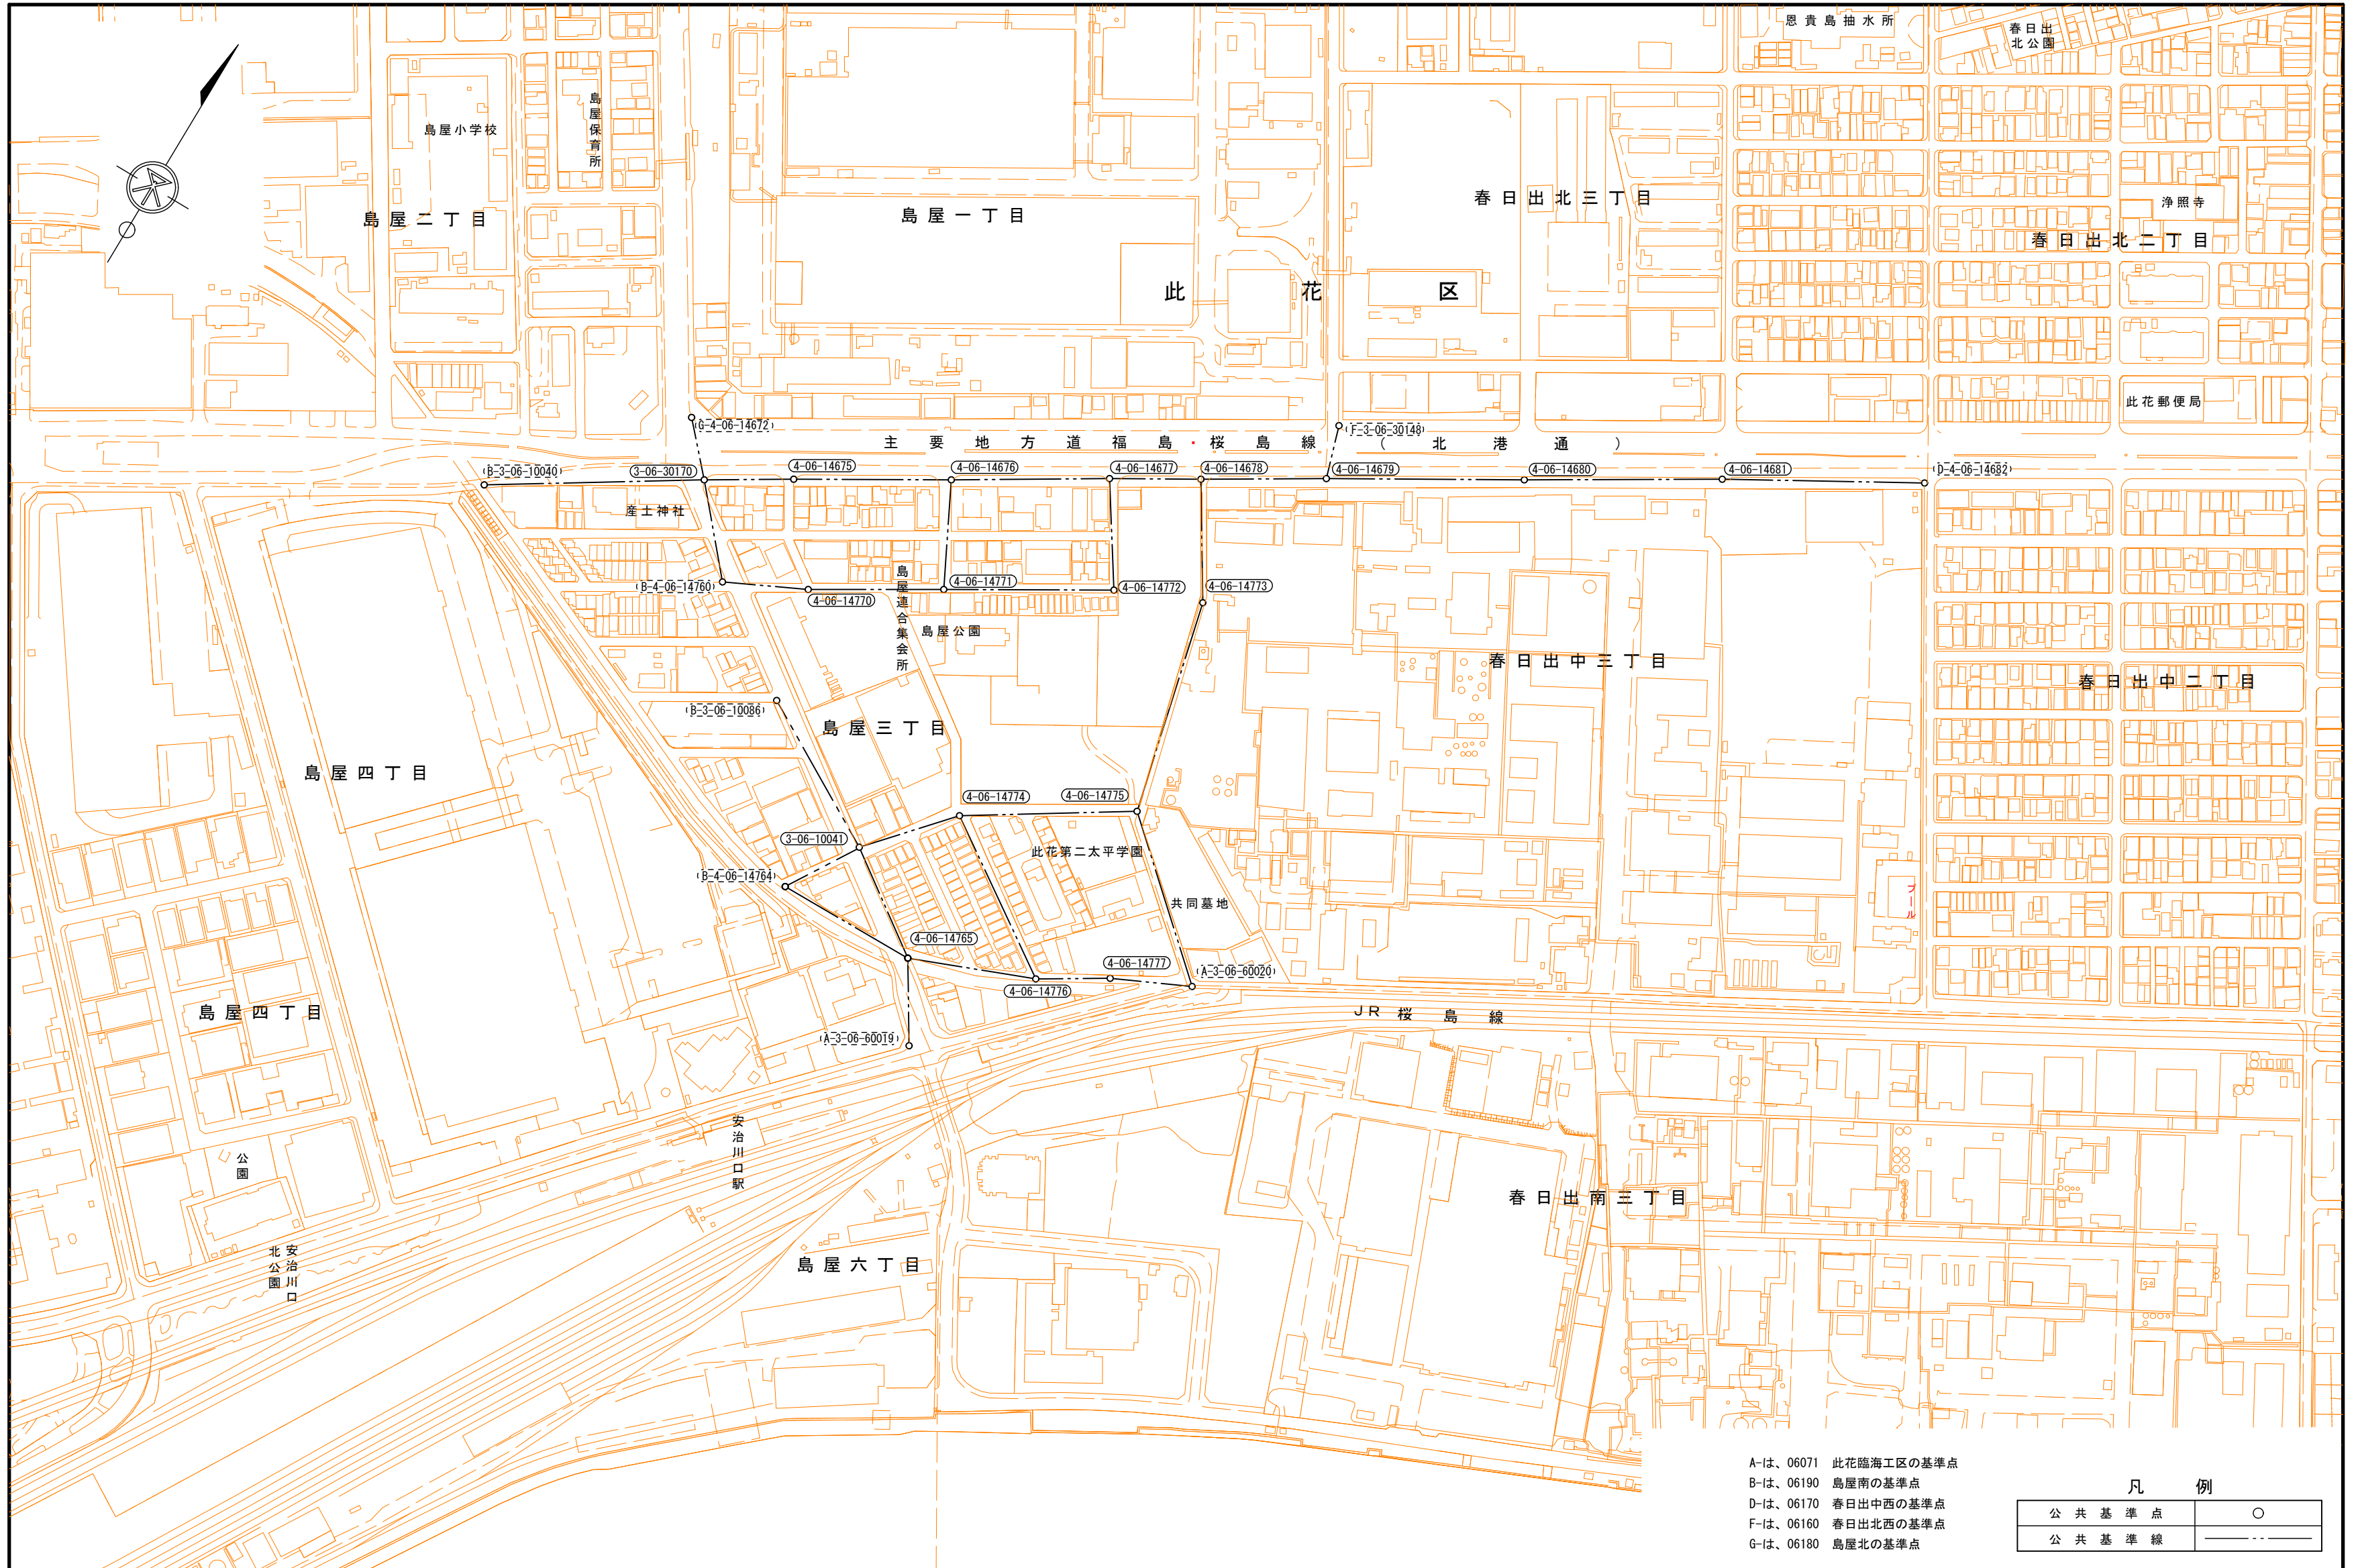 恩貴島抽水所
春日出
北公園
島屋小学校
島屋保育所
島屋二丁目
島屋一丁目
春日出北三丁目
浄照寺
春日出北二丁目
此花区
此花郵便局
G-4-06-14672
F-3-06-30148
主要地方道福島・桜島線（北港通）
B-3-06-10040
3-06-30170
4-06-14675
4-06-14676
4-06-14677
4-06-14678
4-06-14679
4-06-14680
4-06-14681
D-4-06-14682
産土神社
B-4-06-14760
4-06-14770
島屋連合集会所
4-06-14771
4-06-14772
4-06-14773
島屋公園
春日出中三丁目
春日出中二丁目
B-3-06-10086
島屋三丁目
島屋四丁目
4-06-14774
4-06-14775
3-06-10041
此花第二太平学園
B-4-06-14764
共同墓地
プール
4-06-14765
4-06-14777
A-3-06-60020
4-06-14776
島屋四丁目
JR桜島線
A-3-06-60019
安治川口駅
公園
春日出南三丁目
安治川口
北公園
島屋六丁目
A-は、06071 此花臨海工区の基準点
B-は、06190 島屋南の基準点
D-は、06170 春日出中西の基準点
F-は、06160 春日出北西の基準点
G-は、06180 島屋北の基準点
凡例
公共基準点
公共基準線